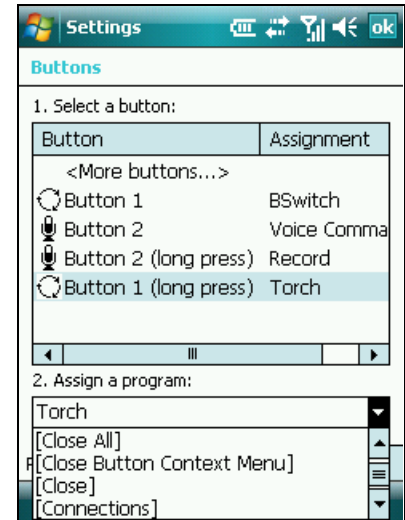 Settings ok
Buttons
1. Select a button:
Button Assignment
<More buttons...>
Button 1 BSwitch
Button 2 Voice Comma
Button 2 (long press) Record
Button 1 (long press) Torch
2. Assign a program:
Torch
[Close All]
[Close Button Context Menu]
[Close]
[Connections]